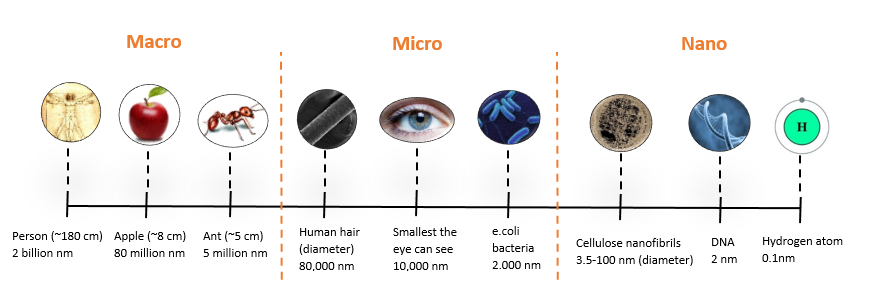 Macro
Micro
Nano
H
Person (~180 cm)
2 billion nm
Apple (~8 cm)
80 million nm
Ant (~5 cm)
5 million nm
Human hair
(diameter)
80,000 nm
Smallest the
eye can see
10,000 nm
e.coli
bacteria
2.000 nm
Cellulose nanofibrils
3.5-100 nm (diameter)
DNA
2 nm
Hydrogen atom
0.1nm